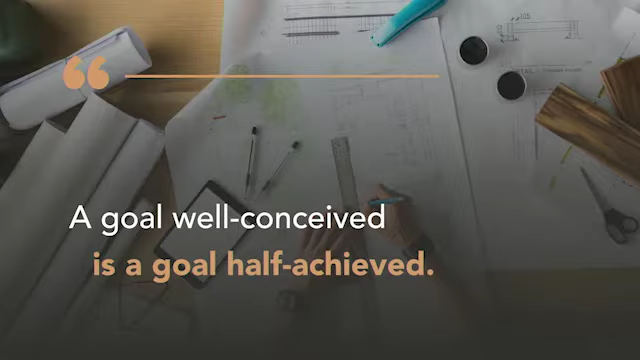 “
A goal well-conceived
is a goal half-achieved.